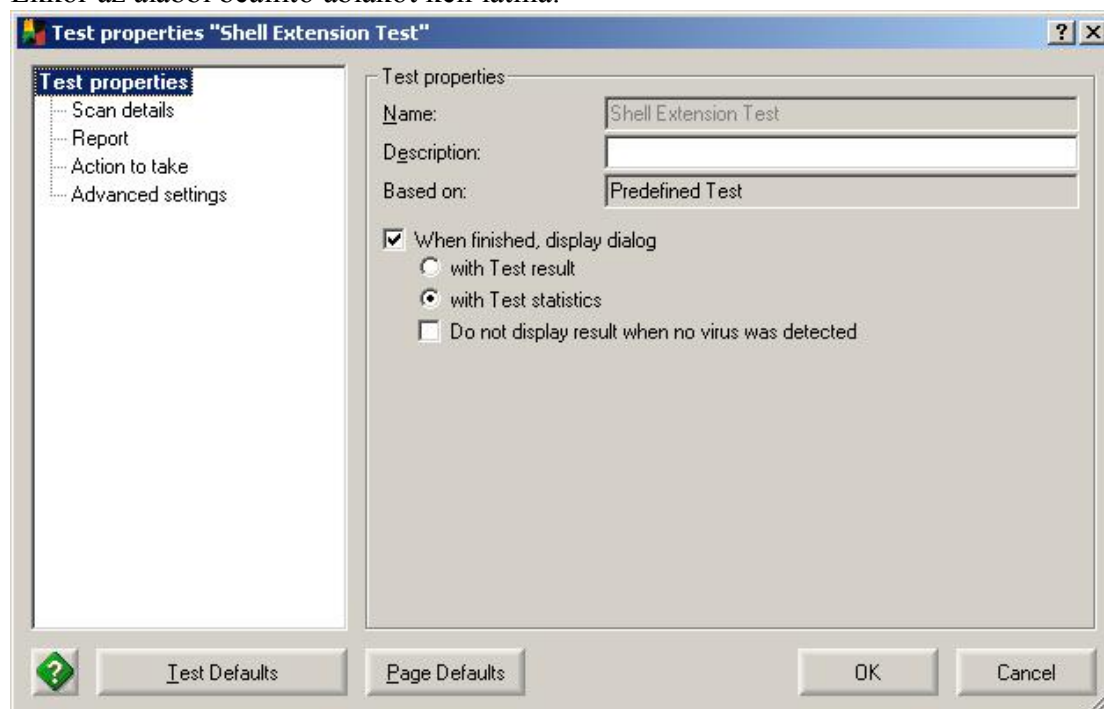 Test properties "Shell Extension Test"
Test properties
Scan details
Report
Action to take
Advanced settings
Test properties
Name:
Shell Extension Test
Description:
Based on:
Predefined Test
When finished, display dialog
with Test result
with Test statistics
Do not display result when no virus was detected
Test Defaults
Page Defaults
OK
Cancel